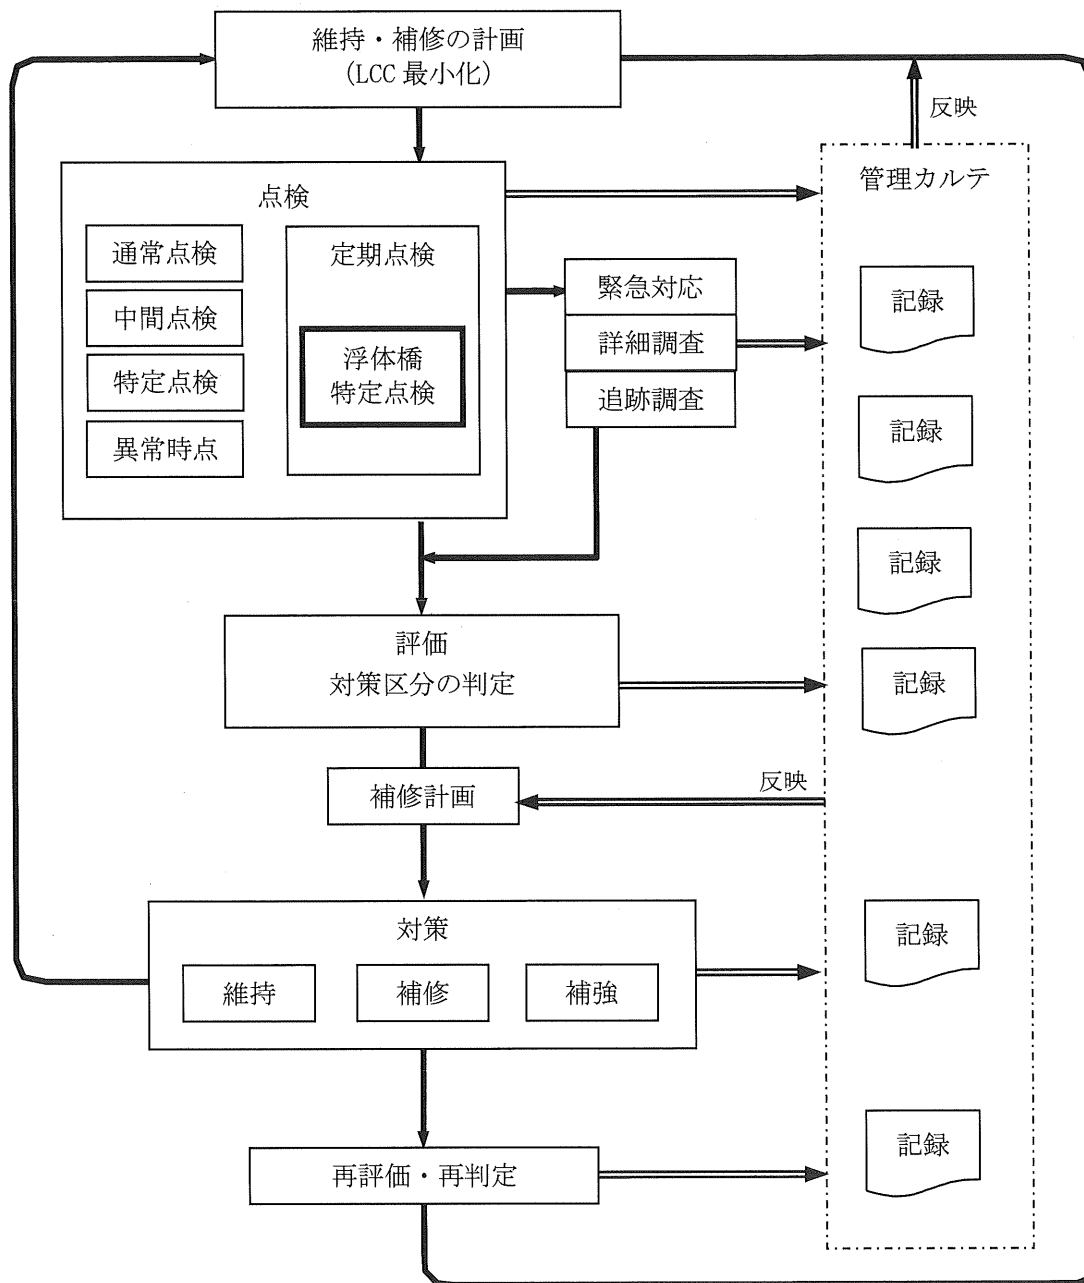 維持・補修の計画
(LCC 最小化)
反映
管理カルテ
点検
通常点検
中間点検
特定点検
異常時点
定期点検
浮体橋
特定点検
緊急対応
詳細調査
追跡調査
記録
記録
記録
記録
評価
対策区分の判定
補修計画
反映
対策
維持
補修
補強
記録
再評価・再判定
記録